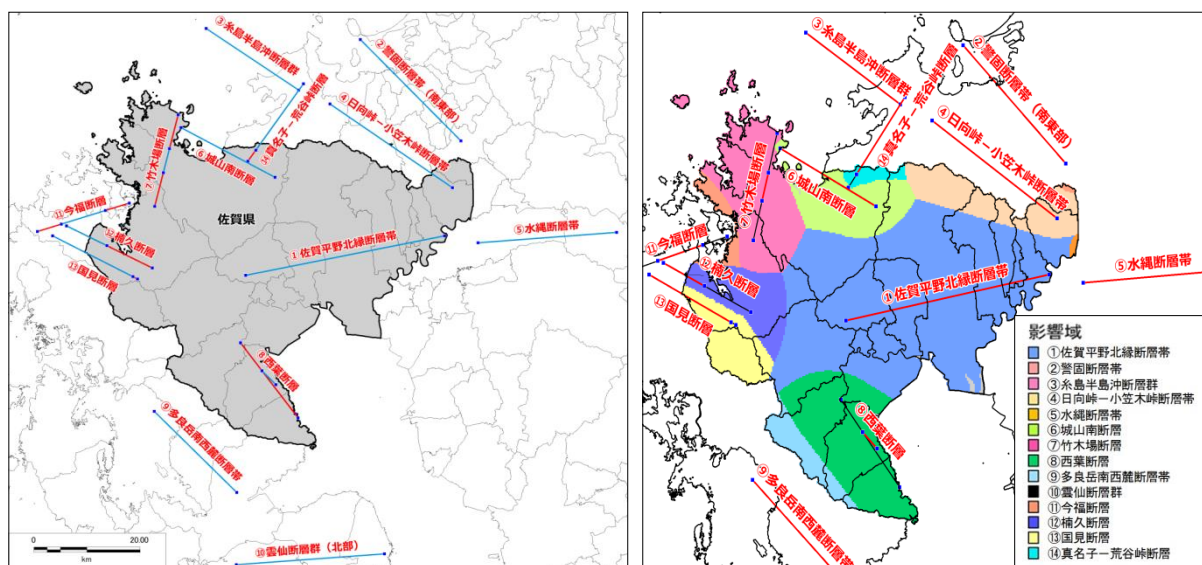 ③糸島半島沖断層群
②警固断層帯（南東部）
⑭真名子－荒谷峠断層
④日向峠－小笠木峠断層帯
⑦竹木場断層
⑥城山南断層
⑪今福断層
佐賀県
⑤水縄断層帯
⑫楠久断層
1 佐賀平野北縁断層帯
⑬国見断層
⑧西葉断層
⑨多良岳南西麓断層帯
⑩雲仙断層群（北部）
0.00 20.00
km
③糸島半島沖断層群
②警固断層帯（南東部）
⑭真名子－荒谷峠断層
④日向峠－小笠木峠断層帯
⑦竹木場断層
⑥城山南断層
⑪今福断層
⑤水縄断層帯
⑫楠久断層
①佐賀平野北縁断層帯
⑬国見断層
⑧西葉断層
⑨多良岳南西麓断層帯
影響域
①佐賀平野北縁断層帯
②警固断層帯
③糸島半島沖断層群
④日向峠－小笠木峠断層帯
⑤水縄断層帯
⑥城山南断層
⑦竹木場断層
⑧西葉断層
⑨多良岳南西麓断層帯
⑩雲仙断層群
⑪今福断層
⑫楠久断層
⑬国見断層
⑭真名子－荒谷峠断層